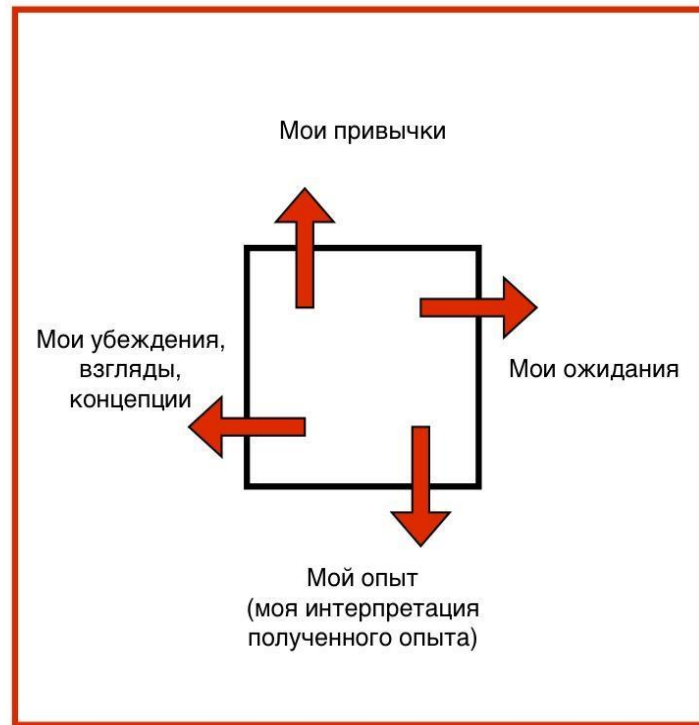 Мои привычки
Мои убеждения,
взгляды,
концепции
Мои ожидания
Мой опыт
(моя интерпретация
полученного опыта)